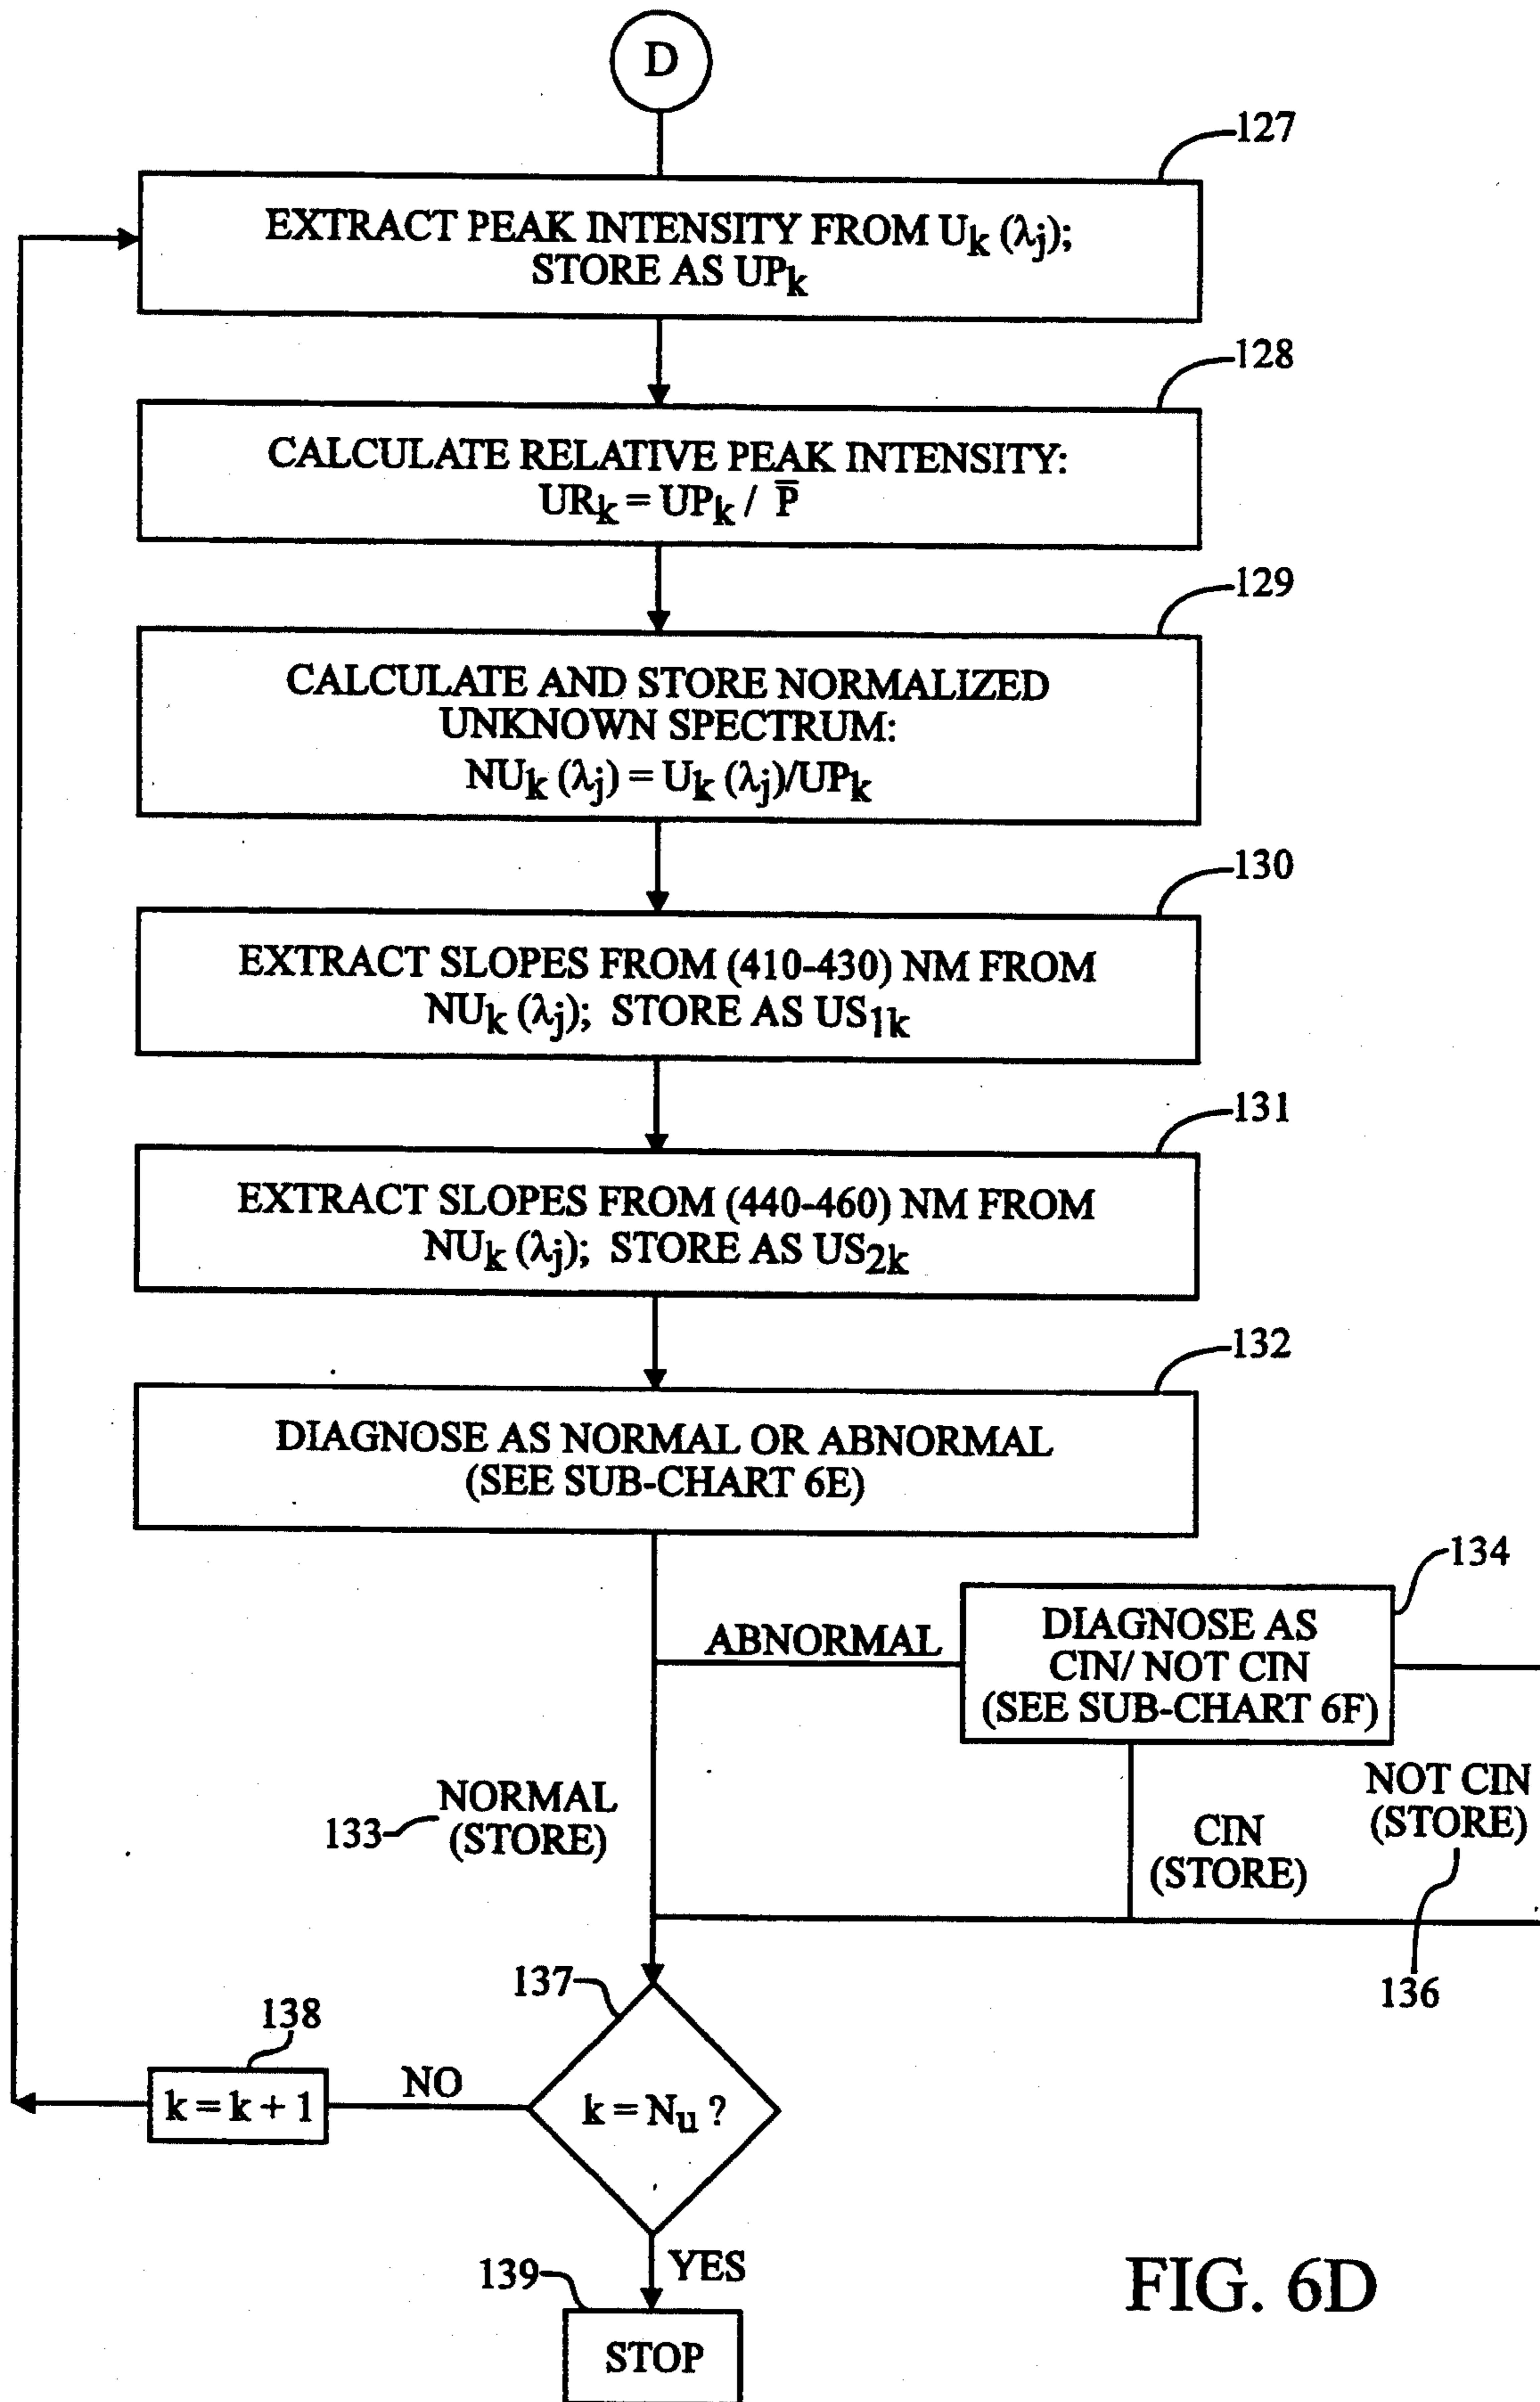 D
127
EXTRACT PEAK INTENSITY FROM Uk (λj);
STORE AS UPk
128
CALCULATE RELATIVE PEAK INTENSITY:
URk = UPk / P̅
129
CALCULATE AND STORE NORMALIZED
UNKNOWN SPECTRUM:
NUk (λj) = Uk (λj)/UPk
130
EXTRACT SLOPES FROM (410-430) NM FROM
NUk (λj); STORE AS US1k
131
EXTRACT SLOPES FROM (440-460) NM FROM
NUk (λj); STORE AS US2k
132
DIAGNOSE AS NORMAL OR ABNORMAL
(SEE SUB-CHART 6E)
134
ABNORMAL
DIAGNOSE AS
CIN/ NOT CIN
(SEE SUB-CHART 6F)
133
NORMAL
(STORE)
CIN
(STORE)
NOT CIN
(STORE)
136
137
138
k = k + 1
NO
k = Nu ?
YES
139
STOP
FIG. 6D